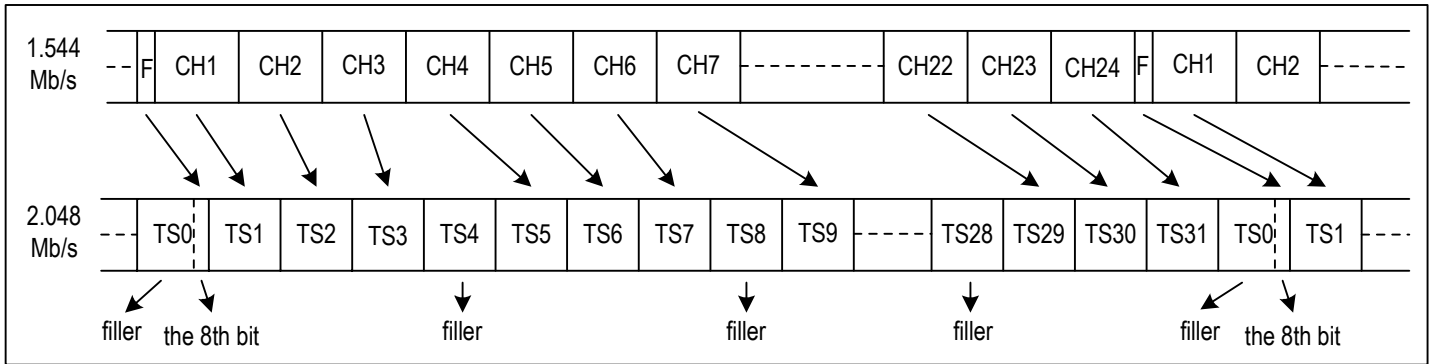 1.544
Mb/s
F CH1 CH2 CH3 CH4 CH5 CH6 CH7 CH22 CH23 CH24 F CH1 CH2
2.048
Mb/s
TS0 TS1 TS2 TS3 TS4 TS5 TS6 TS7 TS8 TS9 TS28 TS29 TS30 TS31 TS0 TS1
filler the 8th bit filler filler filler filler the 8th bit